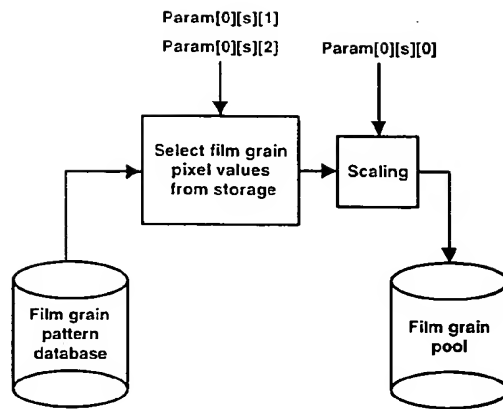 Param[0][s][1]
Param[0][s][2}
Param[0][s][0]
Select film grain
pixel values
from storage
Scaling
Film grain
pattern
database
Film grain
pool